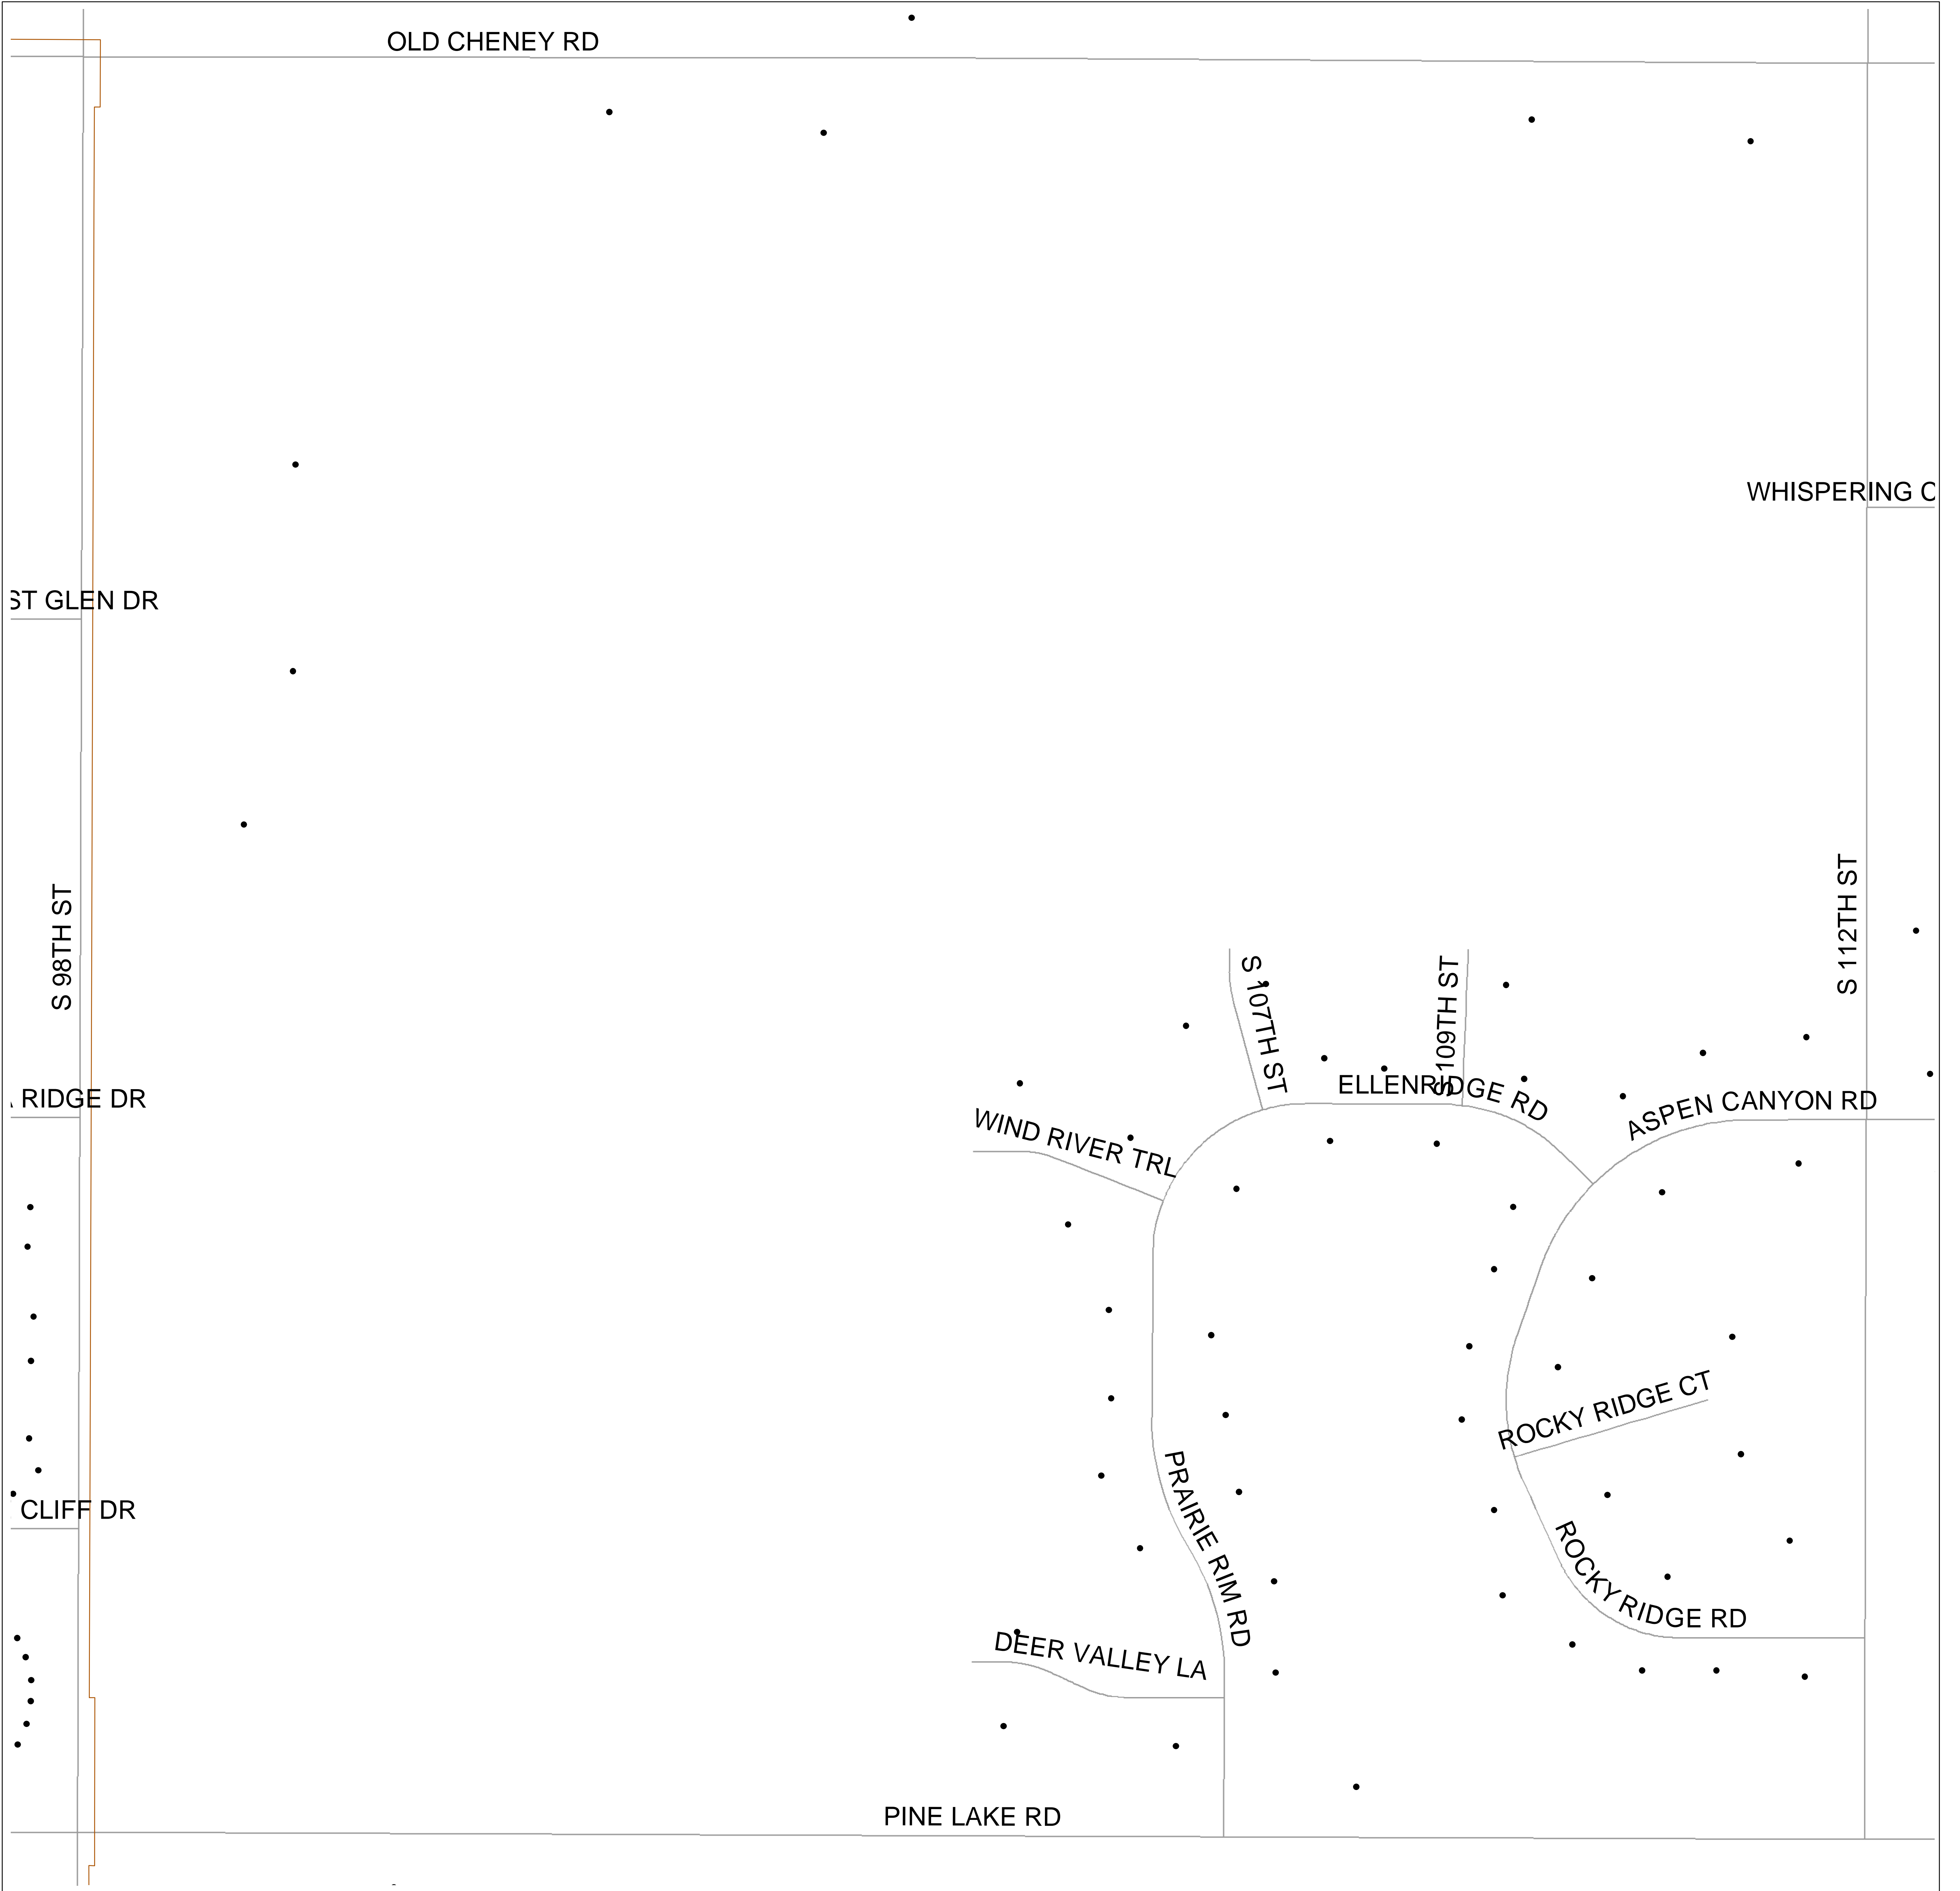 OLD CHENEY RD
WHISPERING C
ST GLEN DR
S 98TH ST
S 112TH ST
S 107TH ST
S 109TH ST
RIDGE DR
ELLENRIDGE RD
ASPEN CANYON RD
WIND RIVER TRL
ROCKY RIDGE CT
CLIFF DR
PRAIRIE RIM RD
ROCKY RIDGE RD
DEER VALLEY LA
PINE LAKE RD